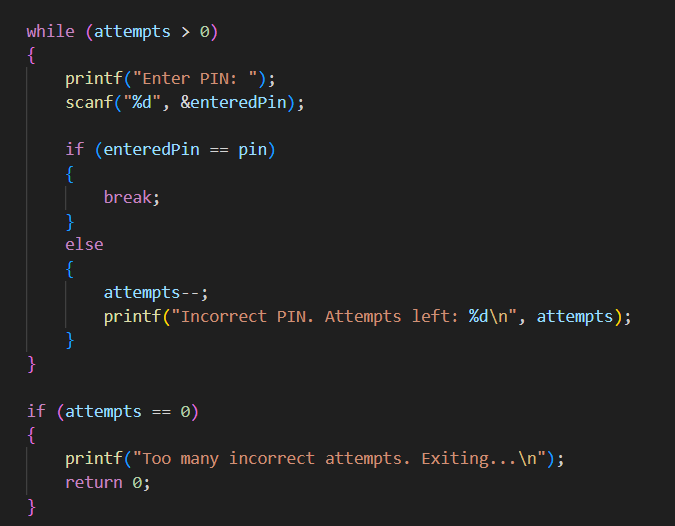 while (attempts > 0)
{
    printf("Enter PIN: ");
    scanf("%d", &enteredPin);

    if (enteredPin == pin)
    {
        break;
    }
    else
    {
        attempts--;
        printf("Incorrect PIN. Attempts left: %d\n", attempts);
    }
}

if (attempts == 0)
{
    printf("Too many incorrect attempts. Exiting...\n");
    return 0;
}